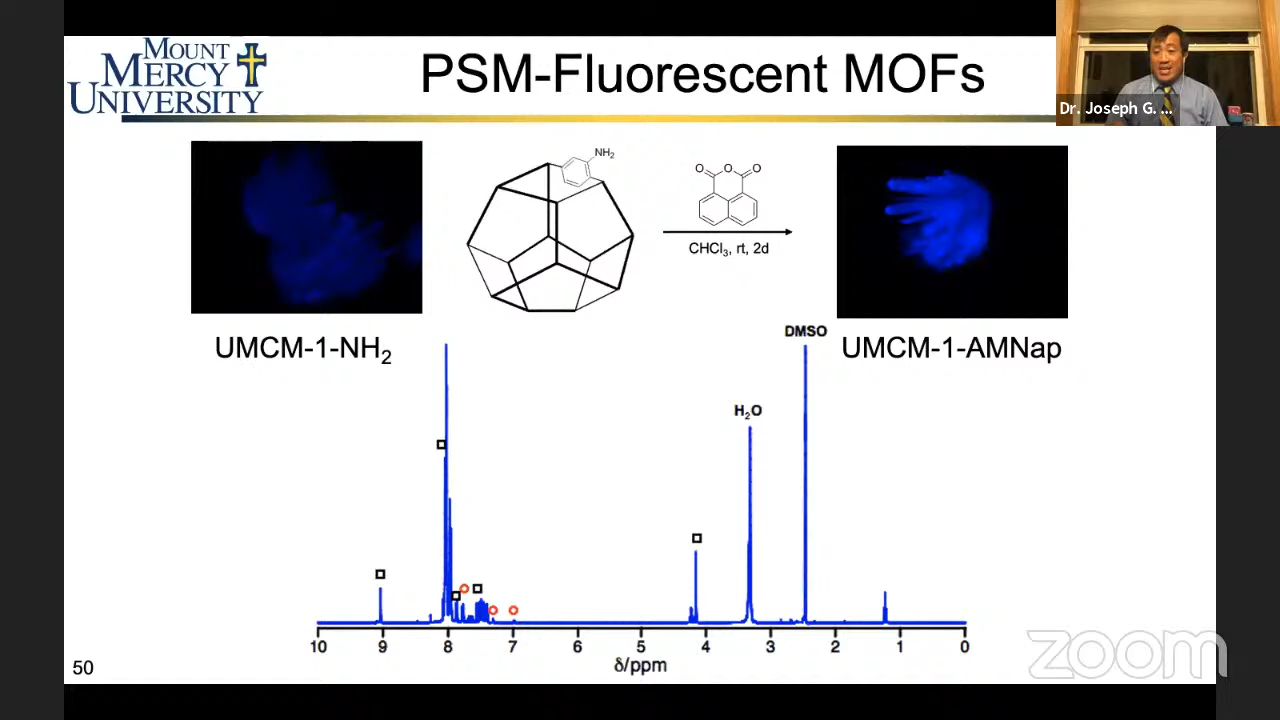 MOUNT
MERCY
UNIVERSITY
PSM-Fluorescent MOFs
Dr. Joseph G. ...
NH₂
O O O
CHCl₃, rt, 2d
UMCM-1-NH₂
UMCM-1-AMNap
DMSO
H₂O
10 9 8 7 6 5 4 3 2 1 0
δ/ppm
50
zoom